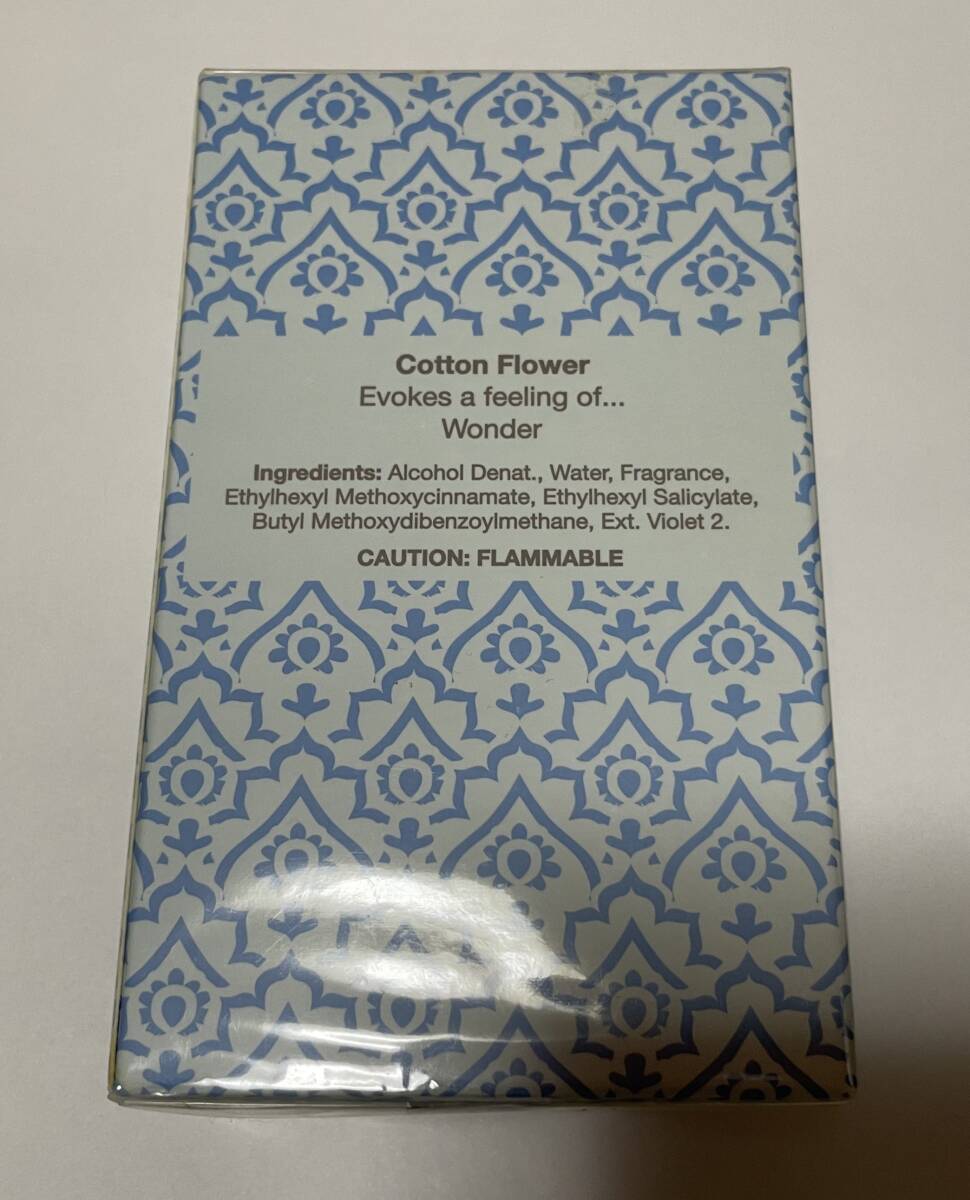 Cotton Flower
Evokes a feeling of...
Wonder
Ingredients: Alcohol Denat., Water, Fragrance,
Ethylhexyl Methoxycinnamate, Ethylhexyl Salicylate,
Butyl Methoxydibenzoylmethane, Ext. Violet 2.
CAUTION: FLAMMABLE